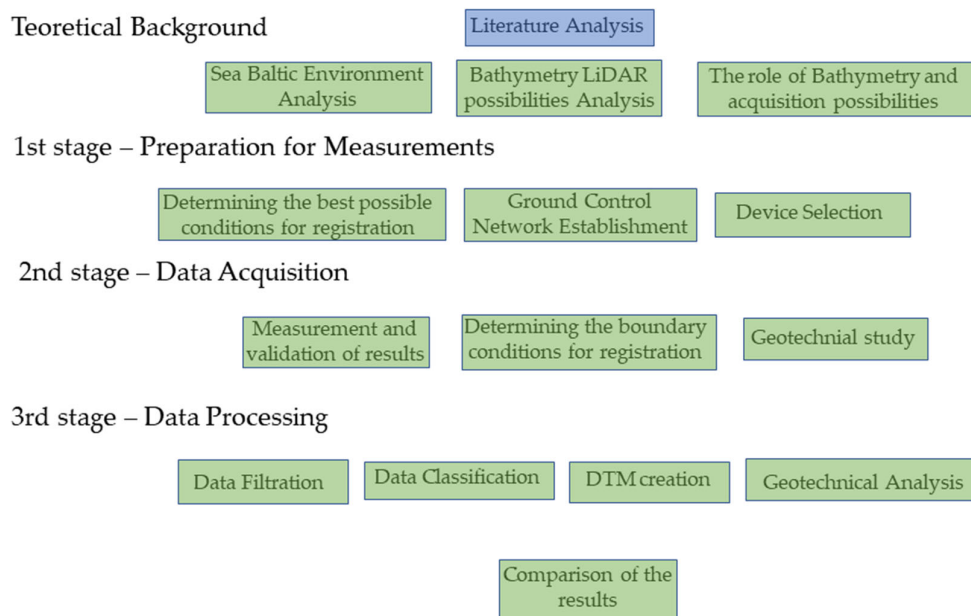 Teoretical Background
Literature Analysis
Sea Baltic Environment
Analysis
Bathymetry LiDAR
possibilities Analysis
The role of Bathymetry and
acquisition possibilities
1st stage – Preparation for Measurements
Determining the best possible
conditions for registration
Ground Control
Network Establishment
Device Selection
2nd stage – Data Acquisition
Measurement and
validation of results
Determining the boundary
conditions for registration
Geotechnial study
3rd stage – Data Processing
Data Filtration
Data Classification
DTM creation
Geotechnical Analysis
Comparison of the
results